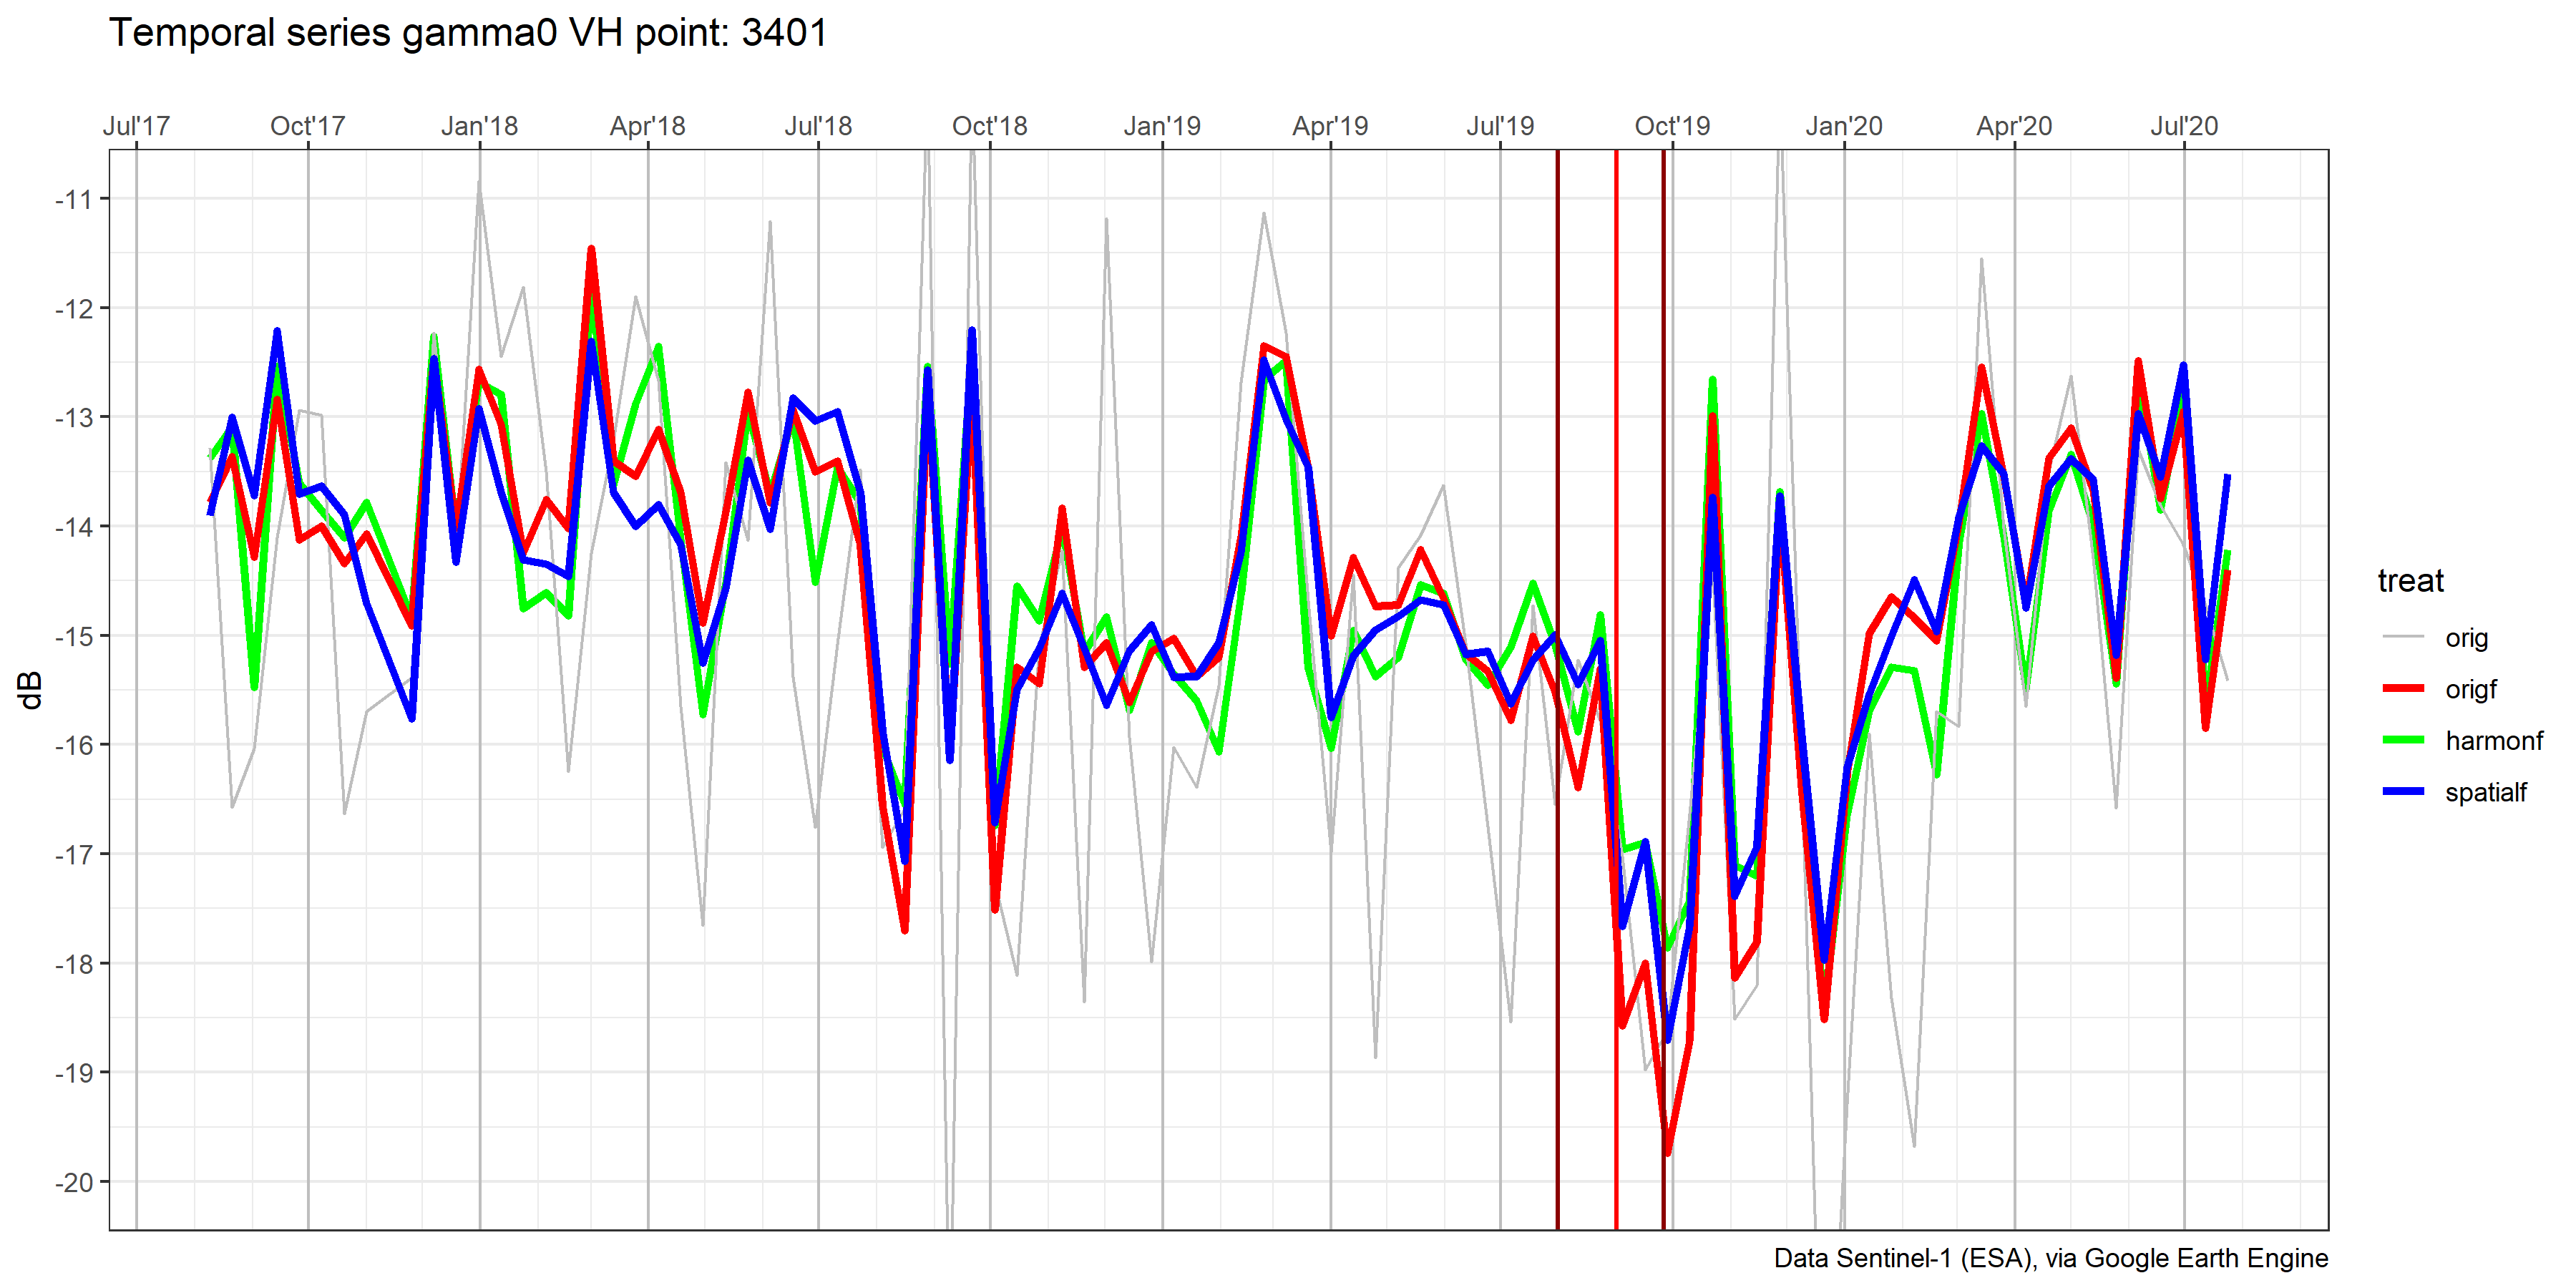 Temporal series gamma0 VH point: 3401
Jul'17 Oct'17 Jan'18 Apr'18 Jul'18 Oct'18 Jan'19 Apr'19 Jul'19 Oct'19 Jan'20 Apr'20 Jul'20
-11
-12
-13
-14
-15
-16
-17
-18
-19
-20
dB
treat
orig
origf
harmonf
spatialf
Data Sentinel-1 (ESA), via Google Earth Engine